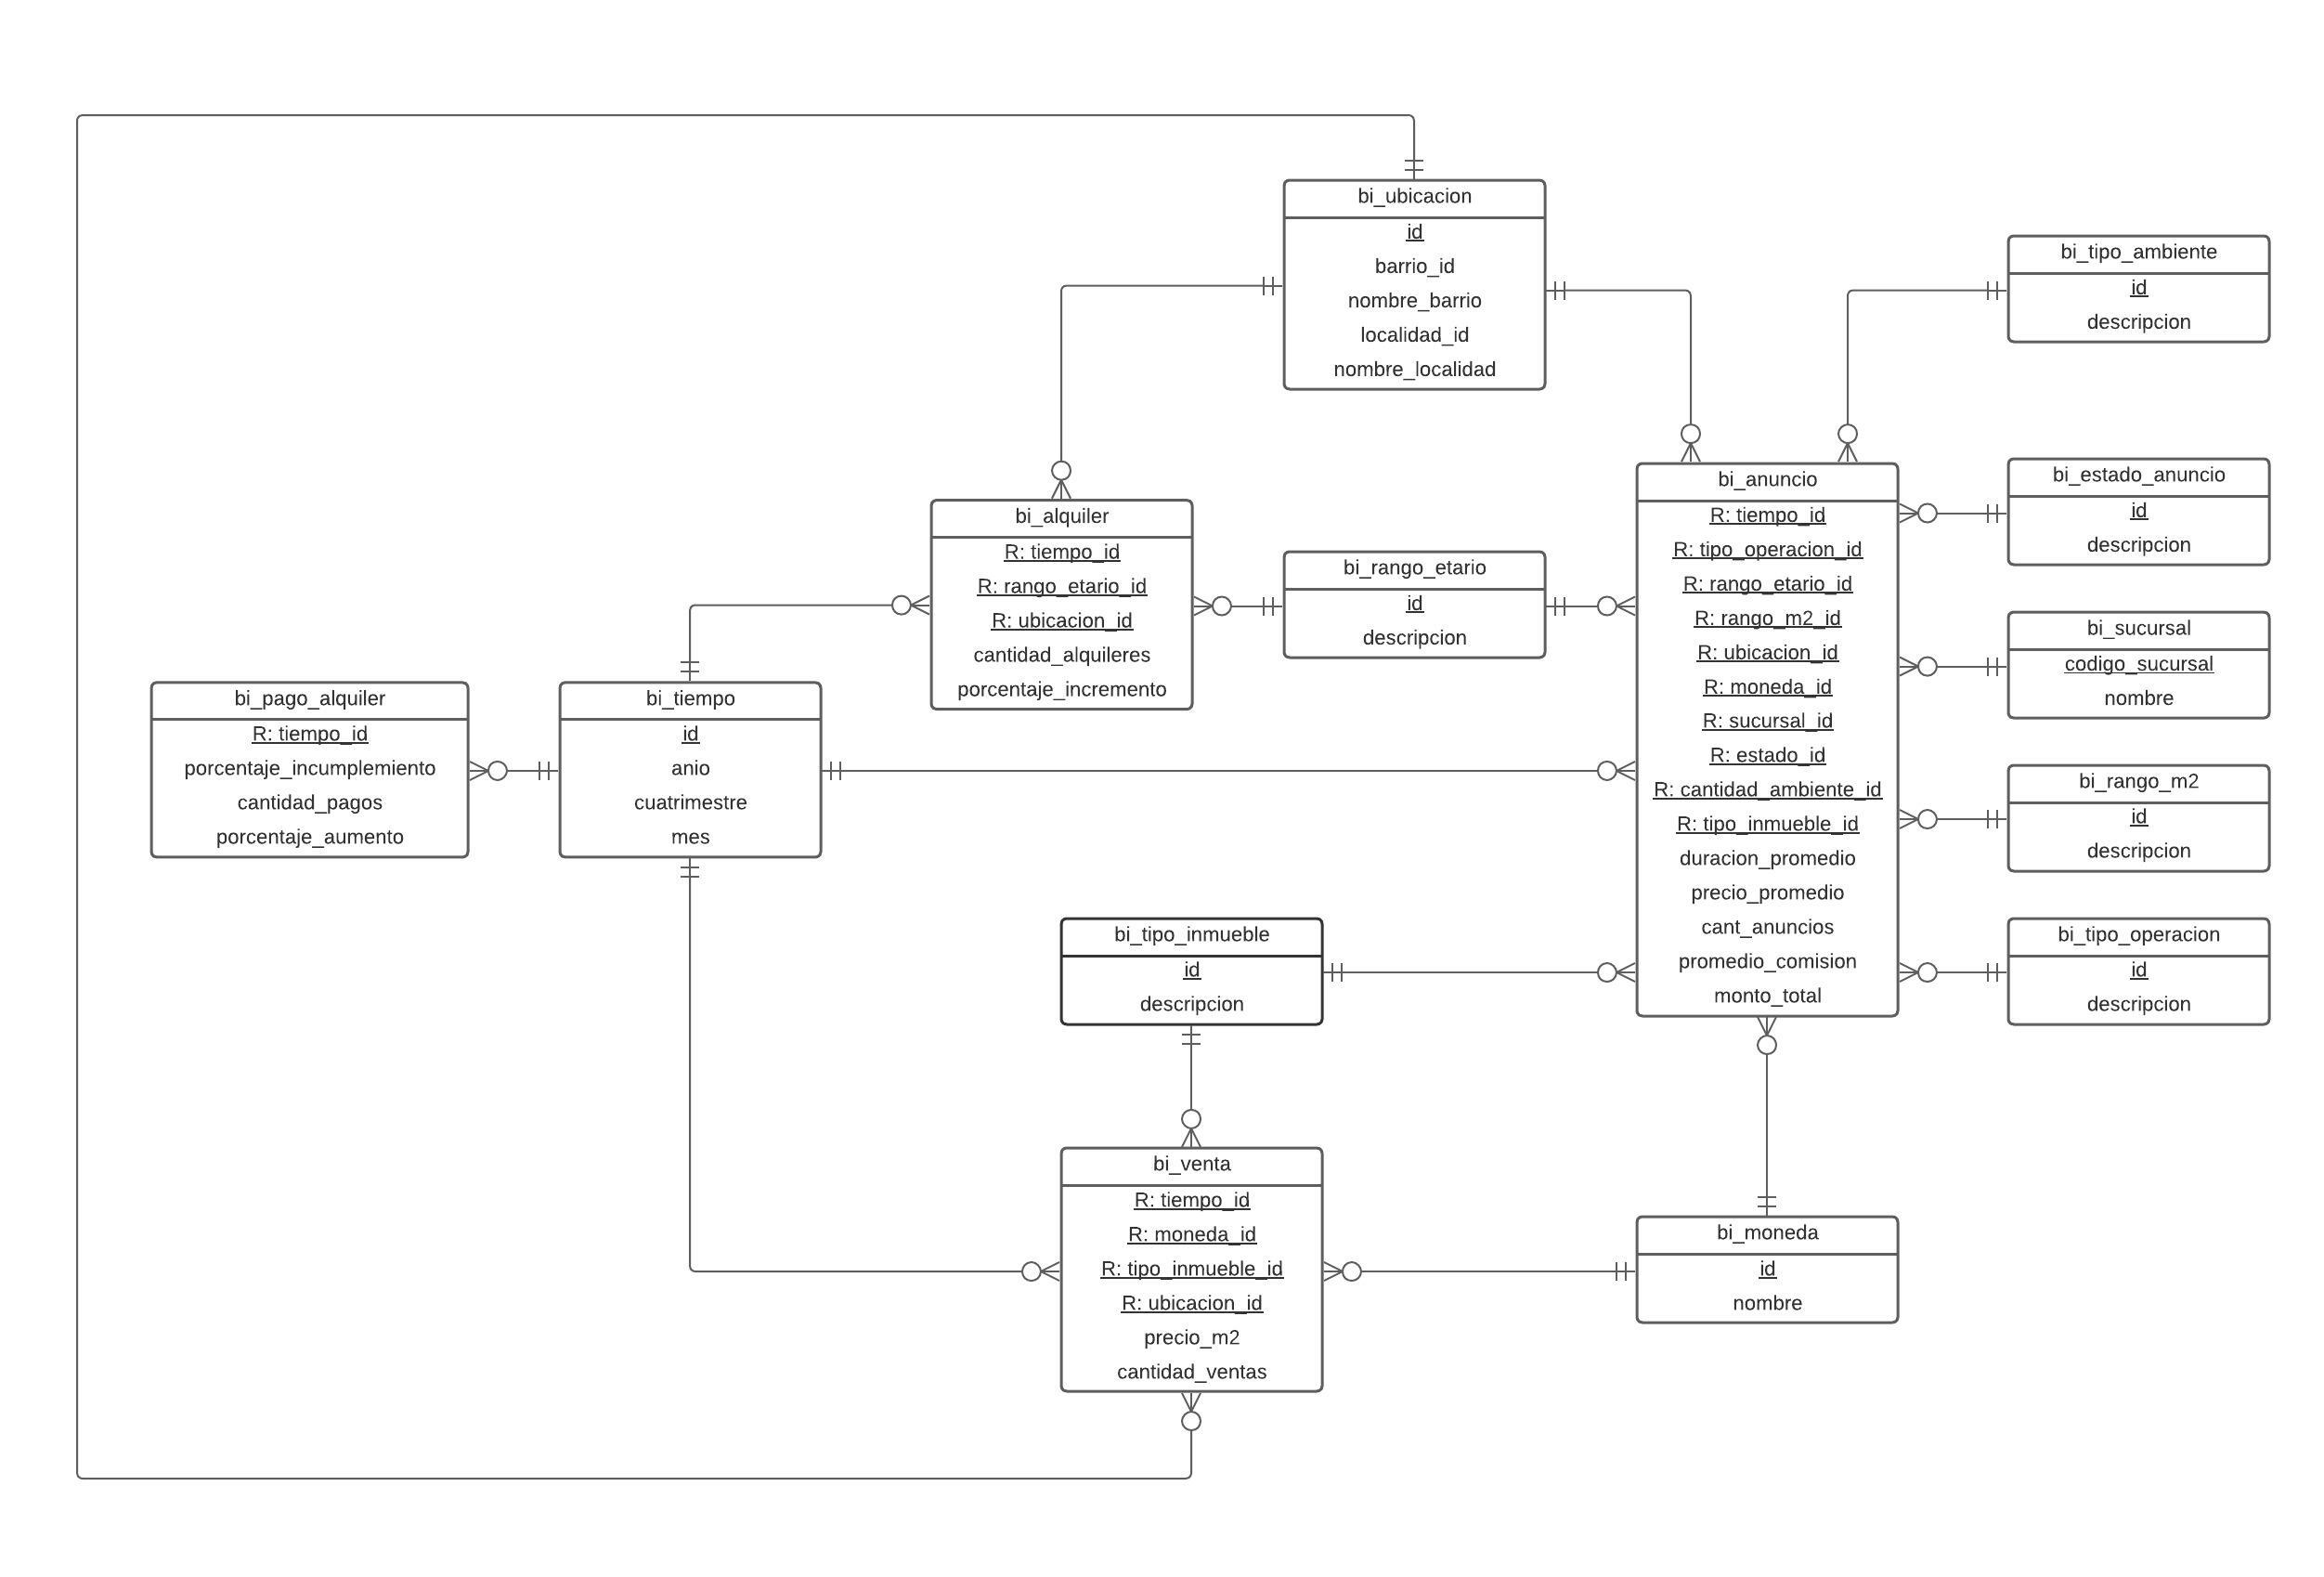 bi_ubicacion
id
barrio_id
nombre_barrio
localidad_id
nombre_localidad
bi_tipo_ambiente
id
descripcion
bi_alquiler
R: tiempo_id
R: rango_etario_id
R: ubicacion_id
cantidad_alquileres
porcentaje_incremento
bi_rango_etario
id
descripcion
bi_anuncio
R: tiempo_id
R: tipo_operacion_id
R: rango_etario_id
R: rango_m2_id
R: ubicacion_id
R: moneda_id
R: sucursal_id
R: estado_id
R: cantidad_ambiente_id
R: tipo_inmueble_id
duracion_promedio
precio_promedio
cant_anuncios
promedio_comision
monto_total
bi_estado_anuncio
id
descripcion
bi_sucursal
codigo_sucursal
nombre
bi_rango_m2
id
descripcion
bi_tipo_operacion
id
descripcion
bi_pago_alquiler
R: tiempo_id
porcentaje_incumplemiento
cantidad_pagos
porcentaje_aumento
bi_tiempo
id
anio
cuatrimestre
mes
bi_tipo_inmueble
id
descripcion
bi_venta
R: tiempo_id
R: moneda_id
R: tipo_inmueble_id
R: ubicacion_id
precio_m2
cantidad_ventas
bi_moneda
id
nombre